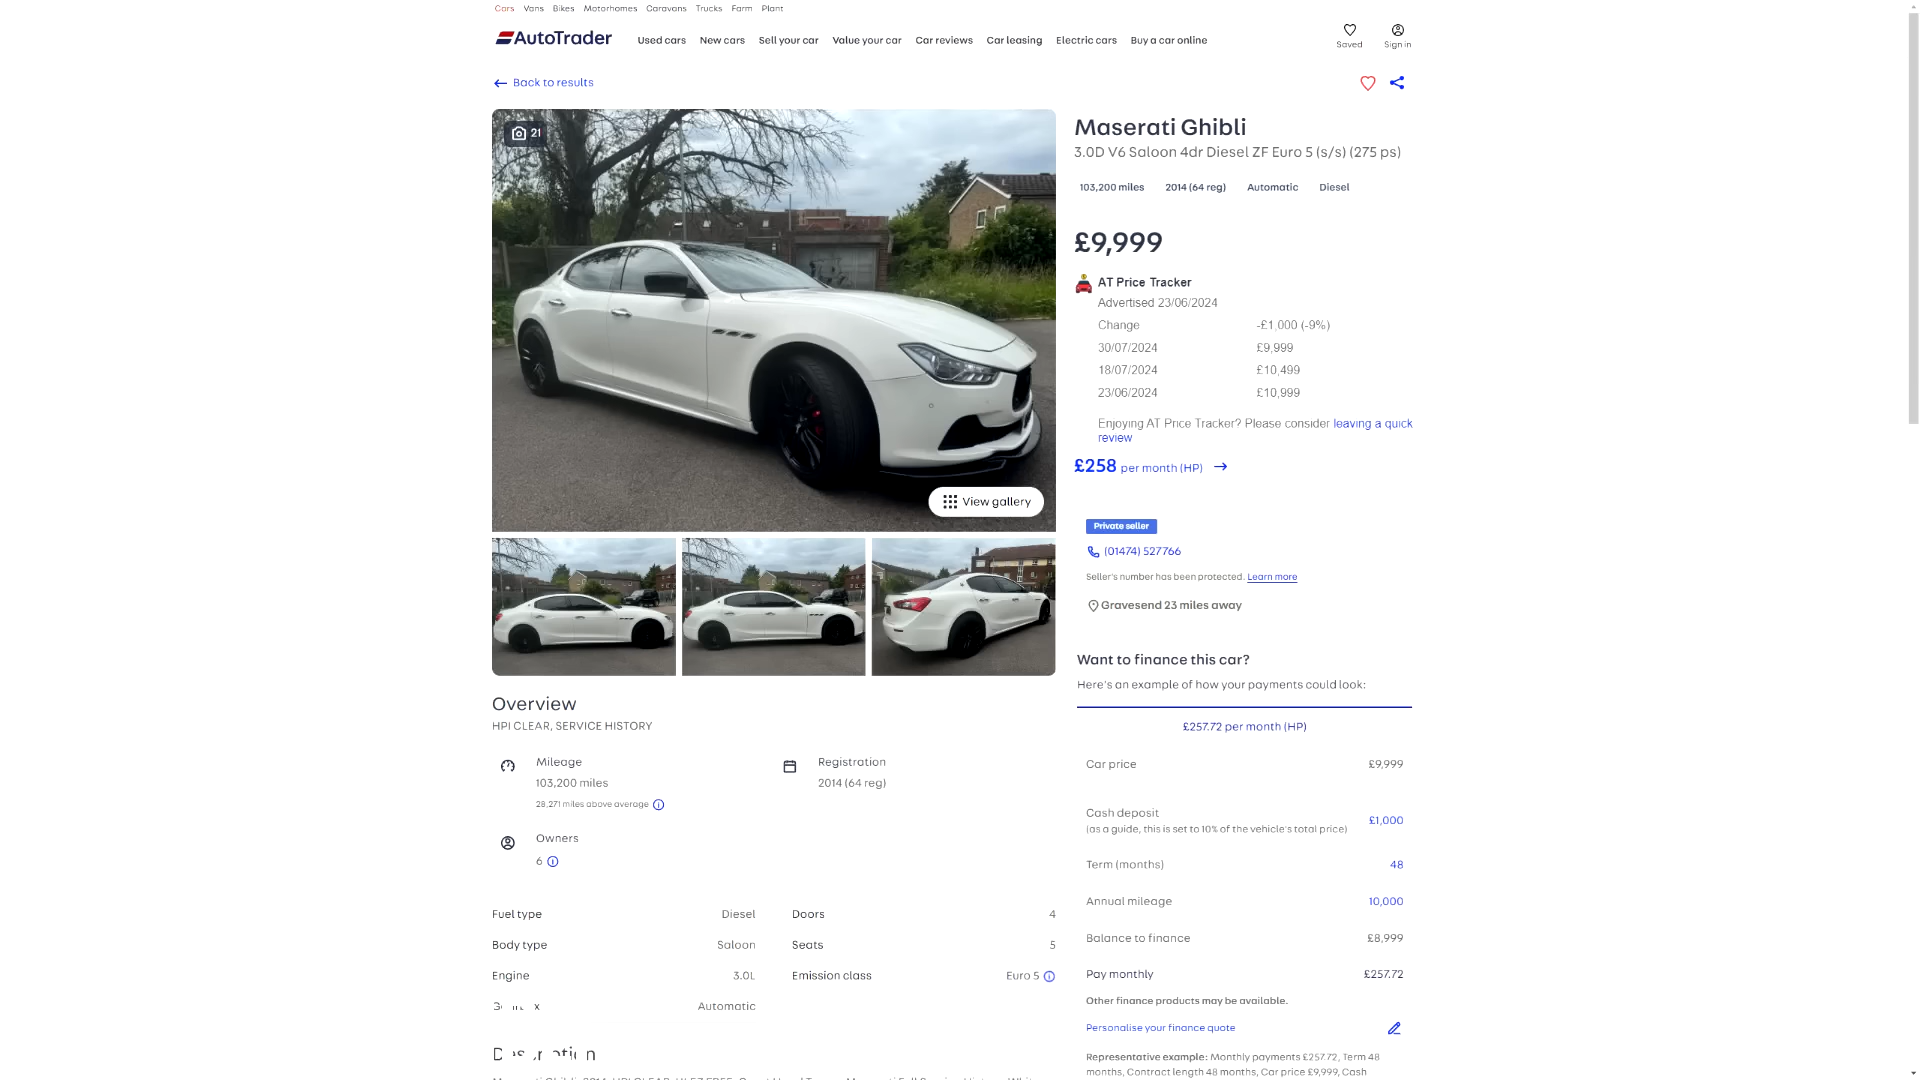 Cars Vans Bikes Motorhomes Caravans Trucks Farm Plant
AutoTrader
Used cars New cars Sell your car Value your car Car reviews Car leasing Electric cars Buy a car online
Saved Sign in
Back to results
21
View gallery
Maserati Ghibli
3.0D V6 Saloon 4dr Diesel ZF Euro 5 (s/s) (275 ps)
103,200 miles 2014 (64 reg) Automatic Diesel
£9,999
AT Price Tracker
Advertised 23/06/2024
Change -£1,000 (-9%)
30/07/2024 £9,999
18/07/2024 £10,499
23/06/2024 £10,999
Enjoying AT Price Tracker? Please consider leaving a quick
review
£258 per month (HP)
Private seller
(01474) 527766
Seller's number has been protected. Learn more
Gravesend 23 miles away
Overview
HPI CLEAR, SERVICE HISTORY
Mileage
103,200 miles
28,271 miles above average
Registration
2014 (64 reg)
Owners
6
Fuel type Diesel
Doors 4
Body type Saloon
Seats 5
Engine 3.0L
Emission class Euro 5
Automatic
Want to finance this car?
Here's an example of how your payments could look:
£257.72 per month (HP)
Car price £9,999
Cash deposit
(as a guide, this is set to 10% of the vehicle's total price) £1,000
Term (months) 48
Annual mileage 10,000
Balance to finance £8,999
Pay monthly £257.72
Other finance products may be available.
Personalise your finance quote
Representative example: Monthly payments £257.72, Term 48
months, Contract length 48 months, Car price £9,999, Cash